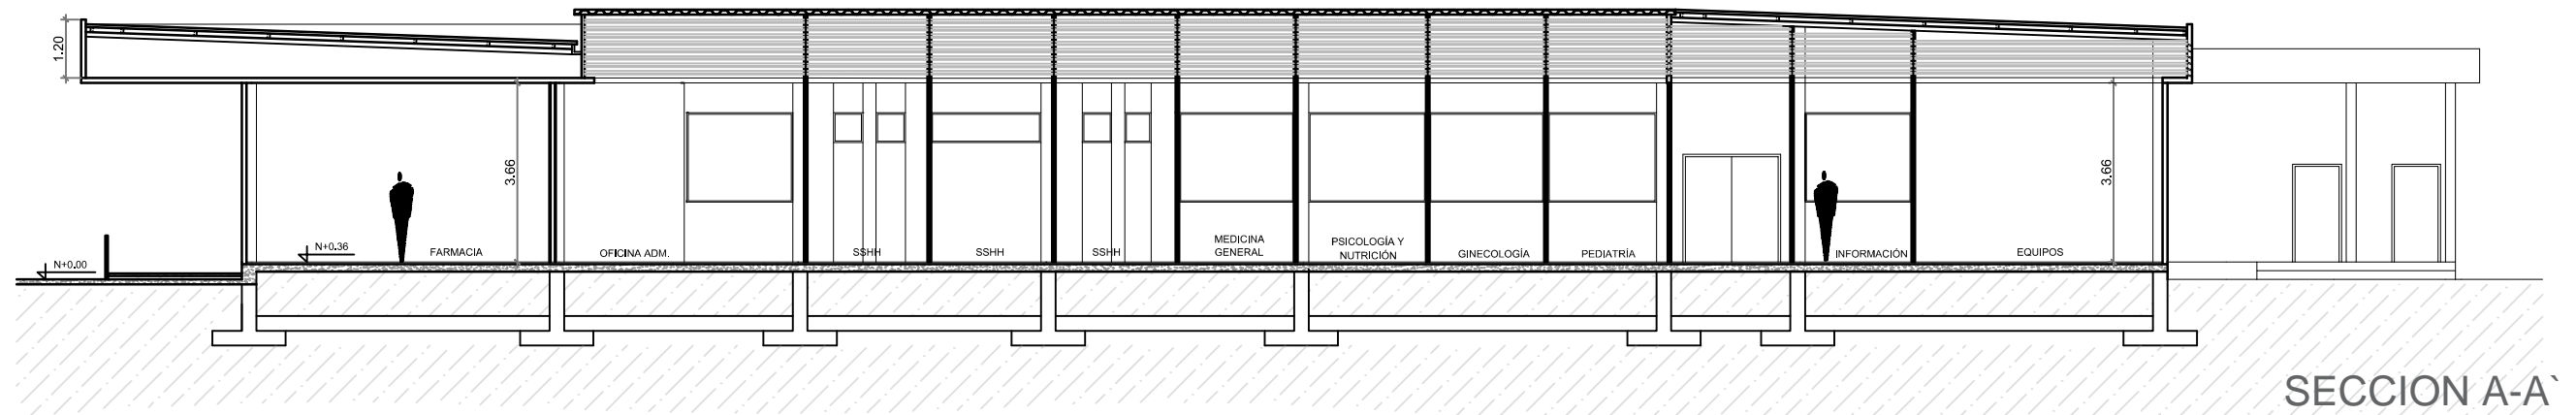 1.20
3.66
3.66
N+0.00
N+0.36
FARMACIA
OFICINA ADM.
SSHH
SSHH
SSHH
MEDICINA
GENERAL
PSICOLOGÍA Y
NUTRICIÓN
GINECOLOGÍA
PEDIATRÍA
INFORMACIÓN
EQUIPOS
SECCION A-A`